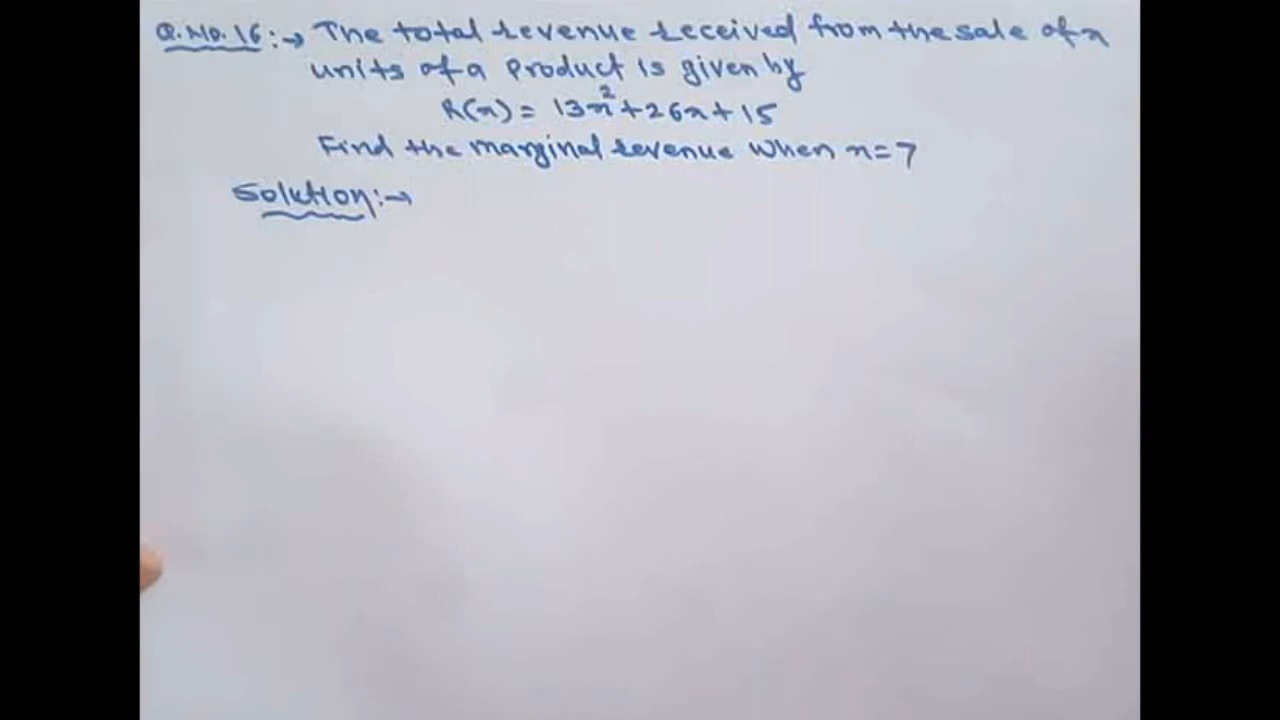 Q.No.16:→ The total revenue received from the sale of x
units of a product is given by
R(x) = 13x² + 26x + 15
Find the marginal revenue when x = 7
Solution:→